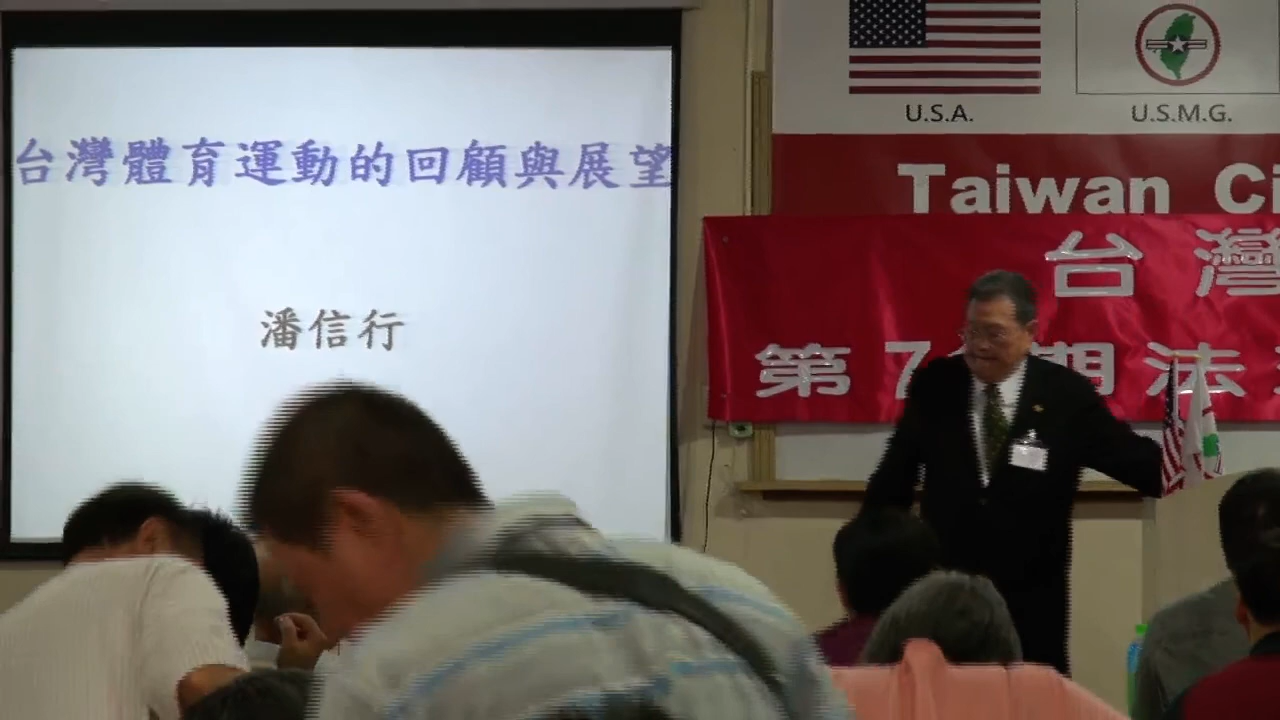 台灣體育運動的回顧與展望
潘信行
U.S.A.
U.S.M.G.
Taiwan Ci
台灣
第7 期法